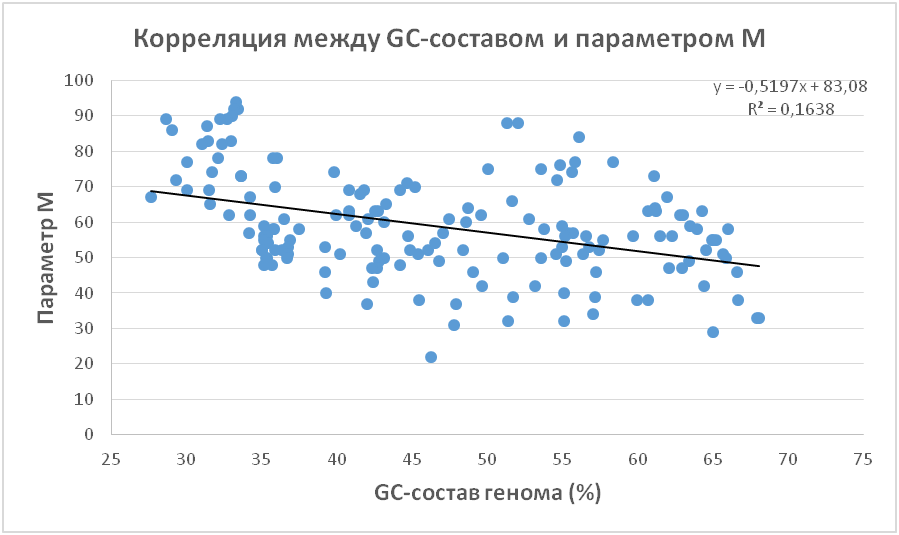 Корреляция между GC-составом и параметром М
y = -0,5197x + 83,08
R² = 0,1638
100
90
80
70
60
50
40
30
20
10
0
Параметр М
25 30 35 40 45 50 55 60 65 70 75
GC-состав генома (%)